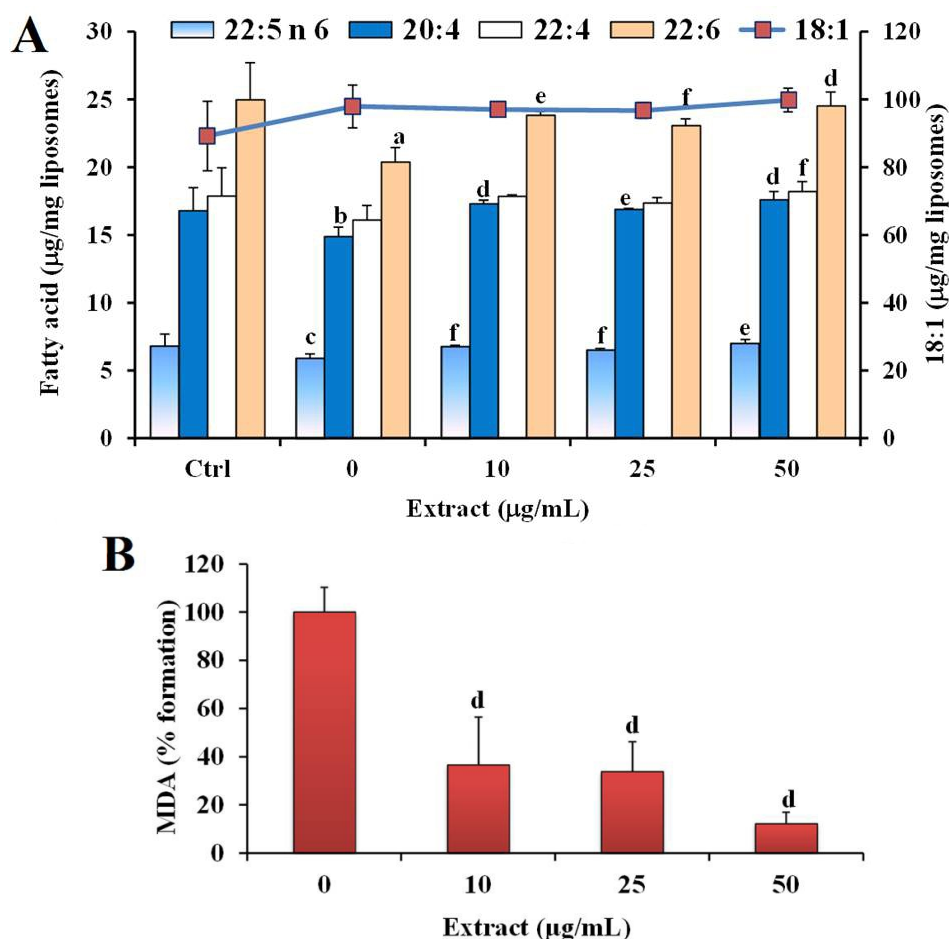 A
22:5 n 6 20:4 22:4 22:6 18:1
Fatty acid (µg/mg liposomes)
30
25
20
15
10
5
0
18:1 (µg/mg liposomes)
120
100
80
60
40
20
0
c b a
f d e
f e f
e d f d
Ctrl 0 10 25 50
Extract (µg/mL)
B
MDA (% formation)
120
100
80
60
40
20
0
d d d
0 10 25 50
Extract (µg/mL)